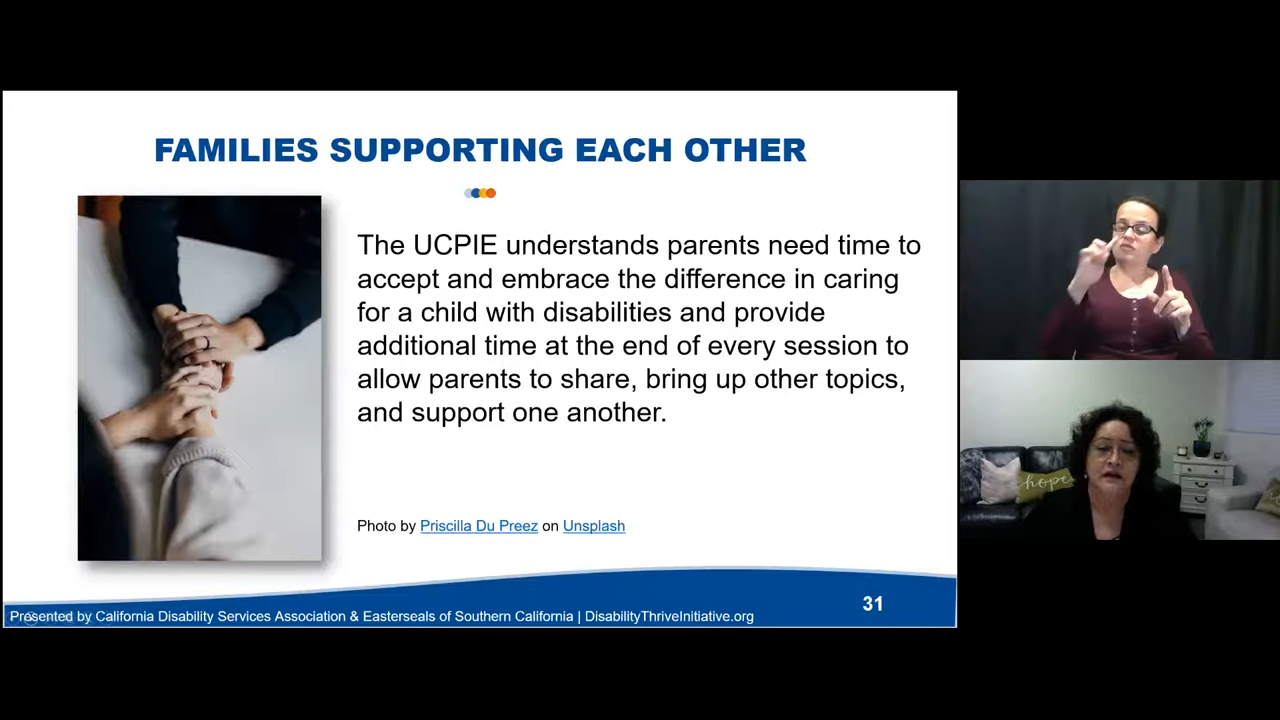 FAMILIES SUPPORTING EACH OTHER
The UCPIE understands parents need time to
accept and embrace the difference in caring
for a child with disabilities and provide
additional time at the end of every session to
allow parents to share, bring up other topics,
and support one another.
Photo by Priscilla Du Preez on Unsplash
hope
Presented by California Disability Services Association & Easterseals of Southern California | DisabilityThriveInitiative.org
31